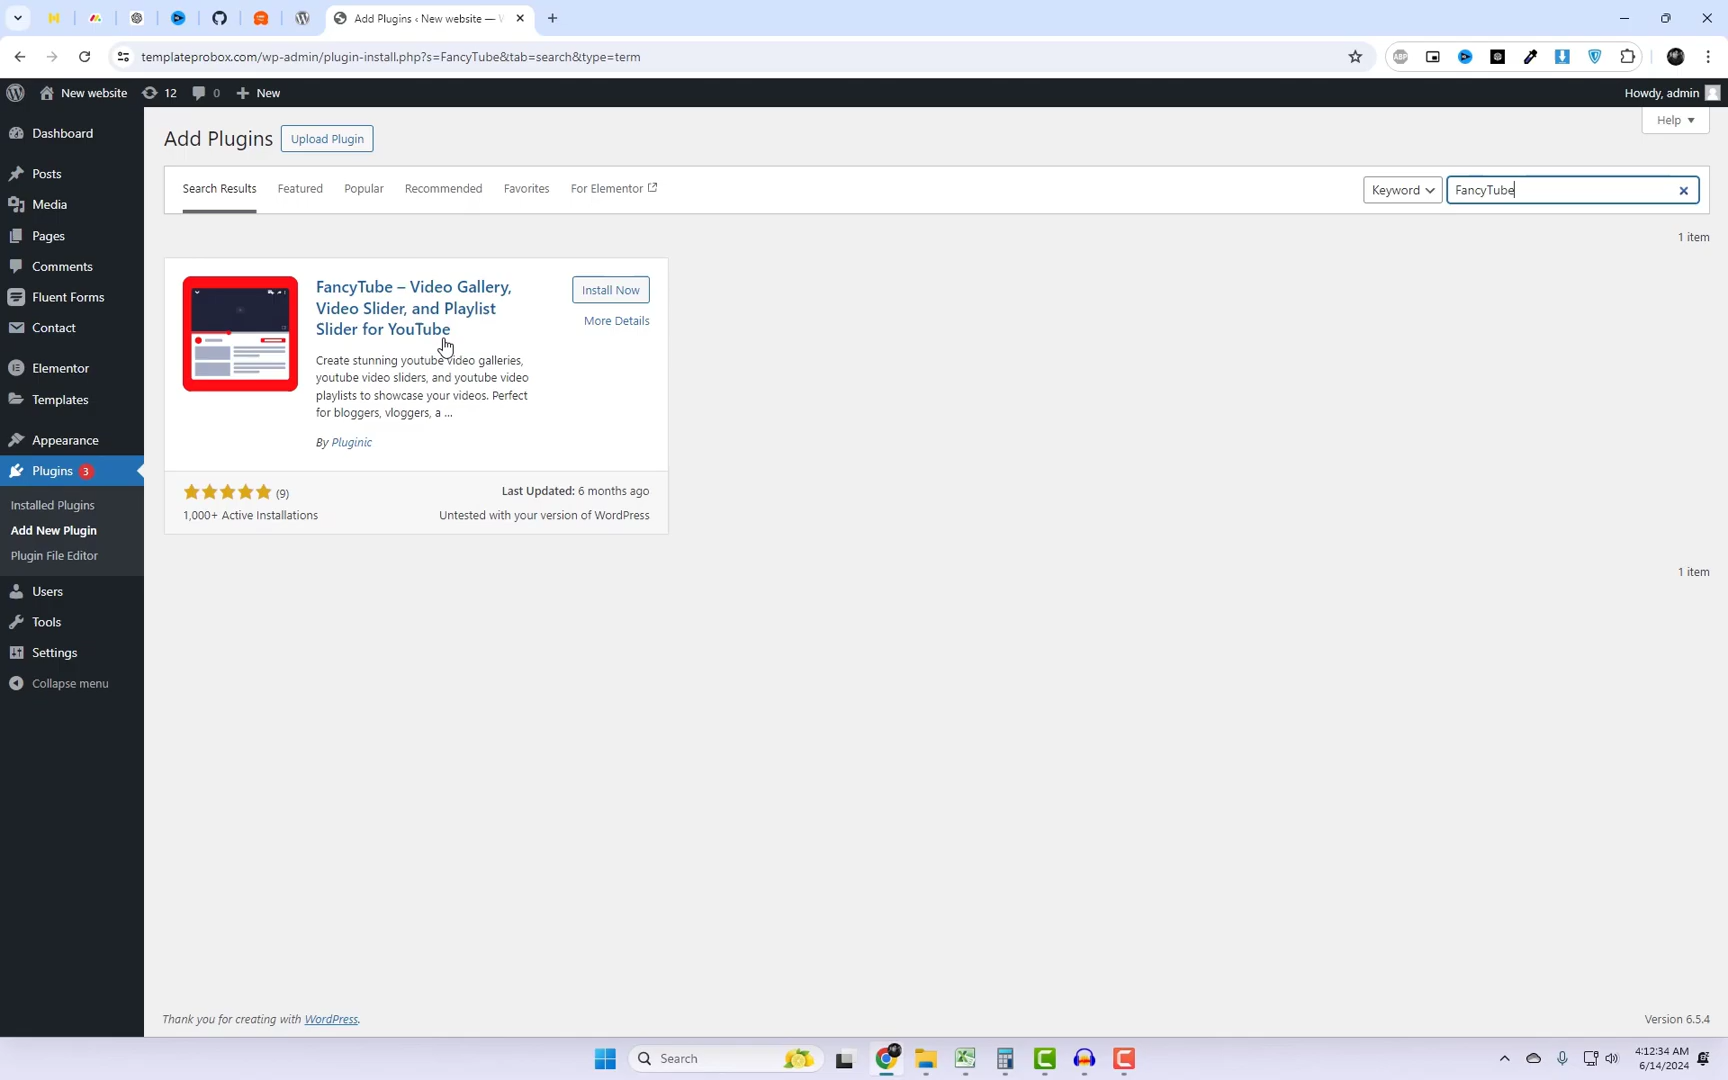 Add Plugins ‹ New website —
templateprobox.com/wp-admin/plugin-install.php?s=FancyTube&tab=search&type=term
New website 12 0 New
Howdy, admin
Dashboard
Posts
Media
Pages
Comments
Fluent Forms
Contact
Elementor
Templates
Appearance
Plugins 3
Installed Plugins
Add New Plugin
Plugin File Editor
Users
Tools
Settings
Collapse menu
Add Plugins Upload Plugin
Help
Search Results Featured Popular Recommended Favorites For Elementor
Keyword FancyTube
1 item
FancyTube – Video Gallery,
Video Slider, and Playlist
Slider for YouTube
Install Now
More Details
Create stunning youtube video galleries,
youtube video sliders, and youtube video
playlists to showcase your videos. Perfect
for bloggers, vloggers, a ...
By Pluginic
(9)
1,000+ Active Installations
Last Updated: 6 months ago
Untested with your version of WordPress
1 item
Thank you for creating with WordPress.
Version 6.5.4
Search
4:12:34 AM
6/14/2024